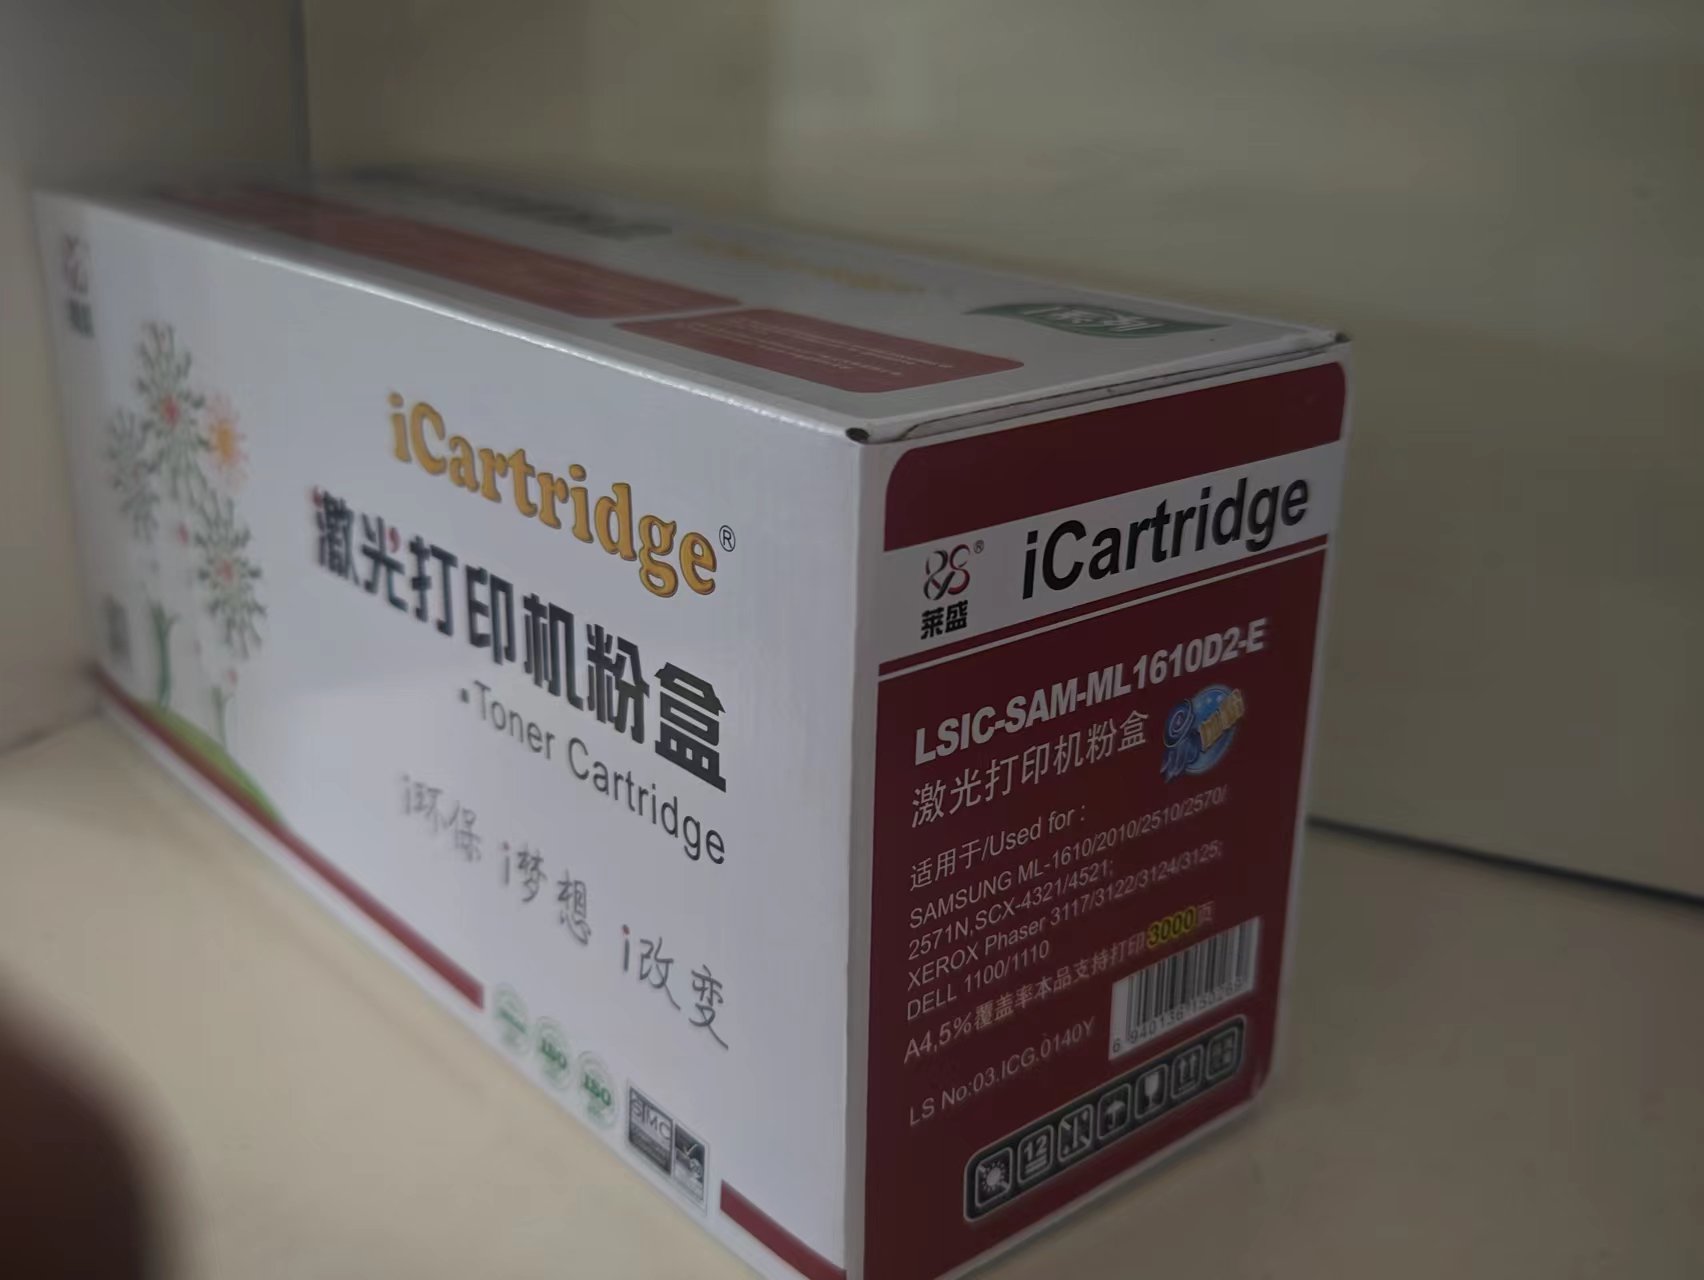 iCartridge®
激光打印机粉盒
Toner Cartridge
i环保 i梦想 i改变
ISO
ISO
STMC
®
莱盛
iCartridge
LSIC-SAM-ML1610D2-E
激光打印机粉盒
适用于/Used for :
SAMSUNG ML-1610/2010/2510/2570/
2571N,SCX-4321/4521;
XEROX Phaser 3117/3122/3124/3125;
DELL 1100/1110
A4,5%覆盖率本品支持打印3000页
LS No:03.ICG.0140Y
12